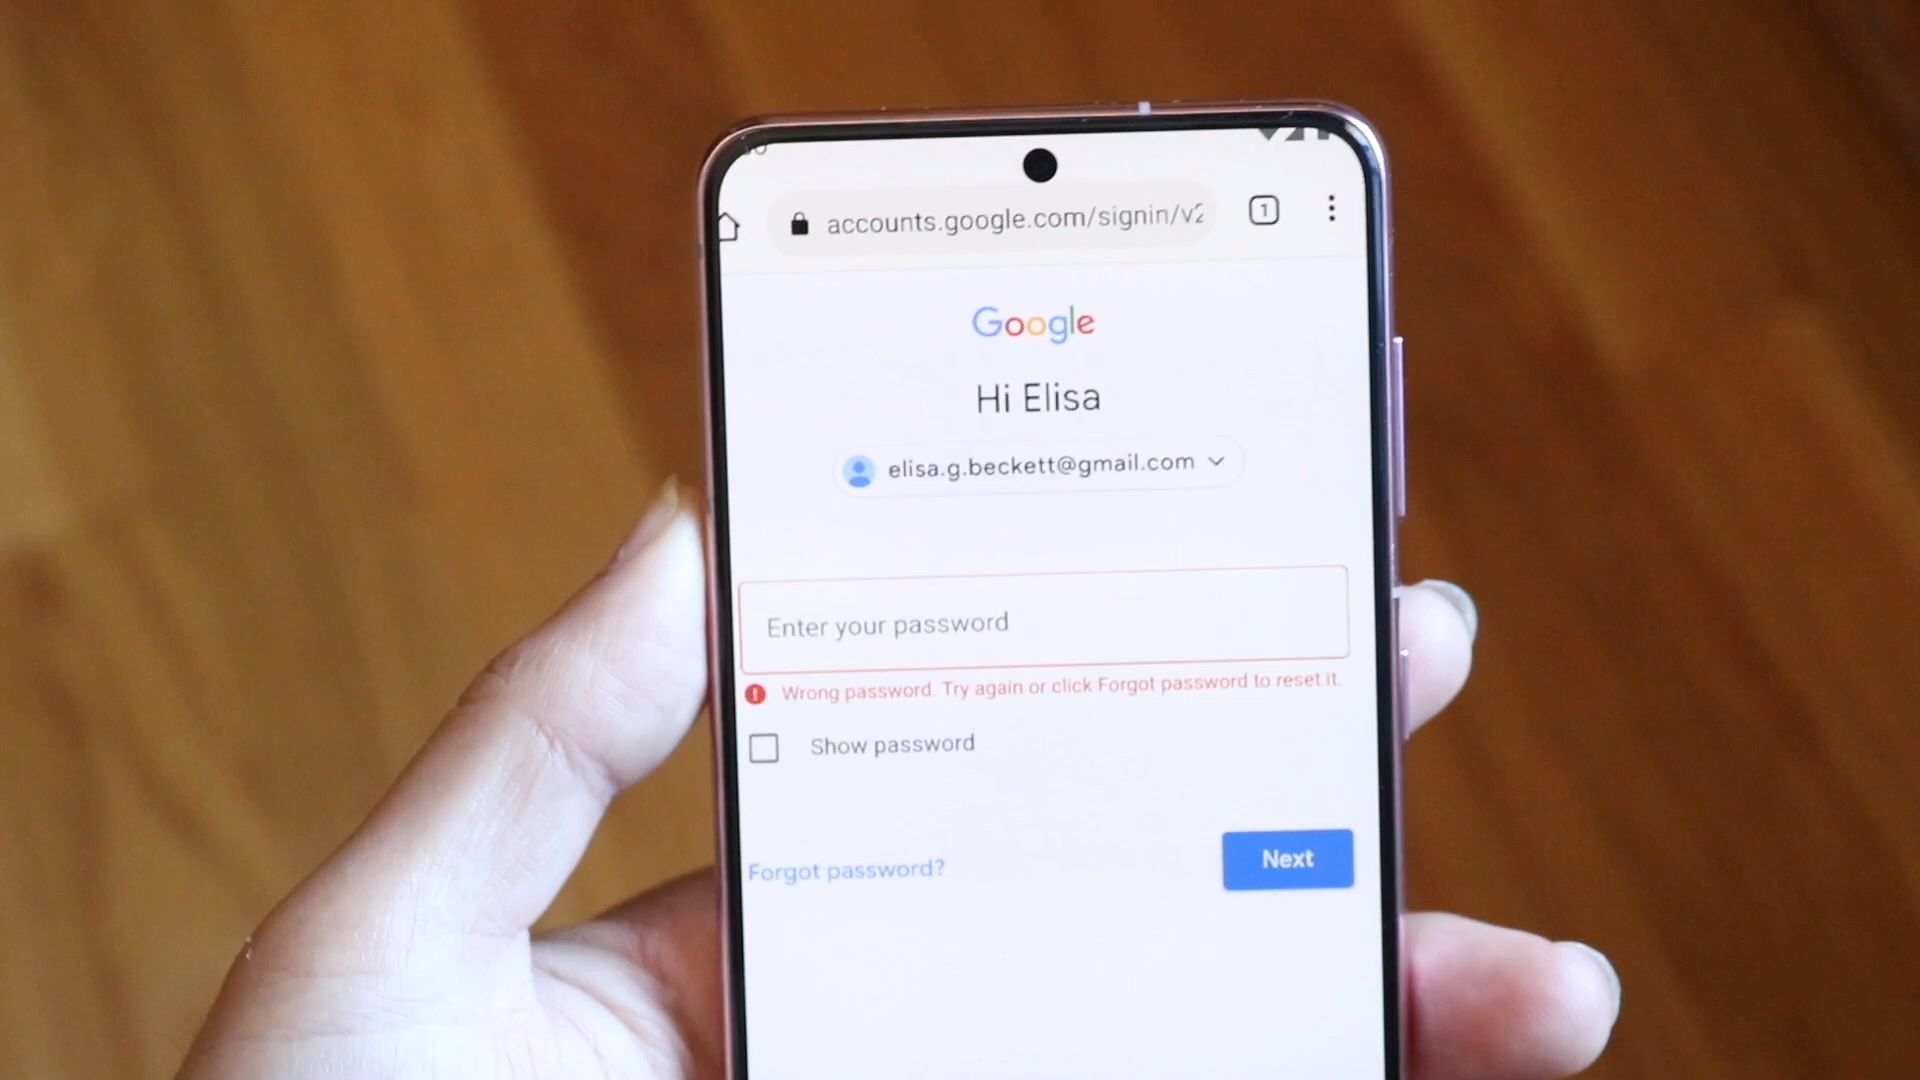 accounts.google.com/signin/v2
1
Google
Hi Elisa
elisa.g.beckett@gmail.com
Enter your password
Wrong password. Try again or click Forgot password to reset it.
Show password
Forgot password?
Next